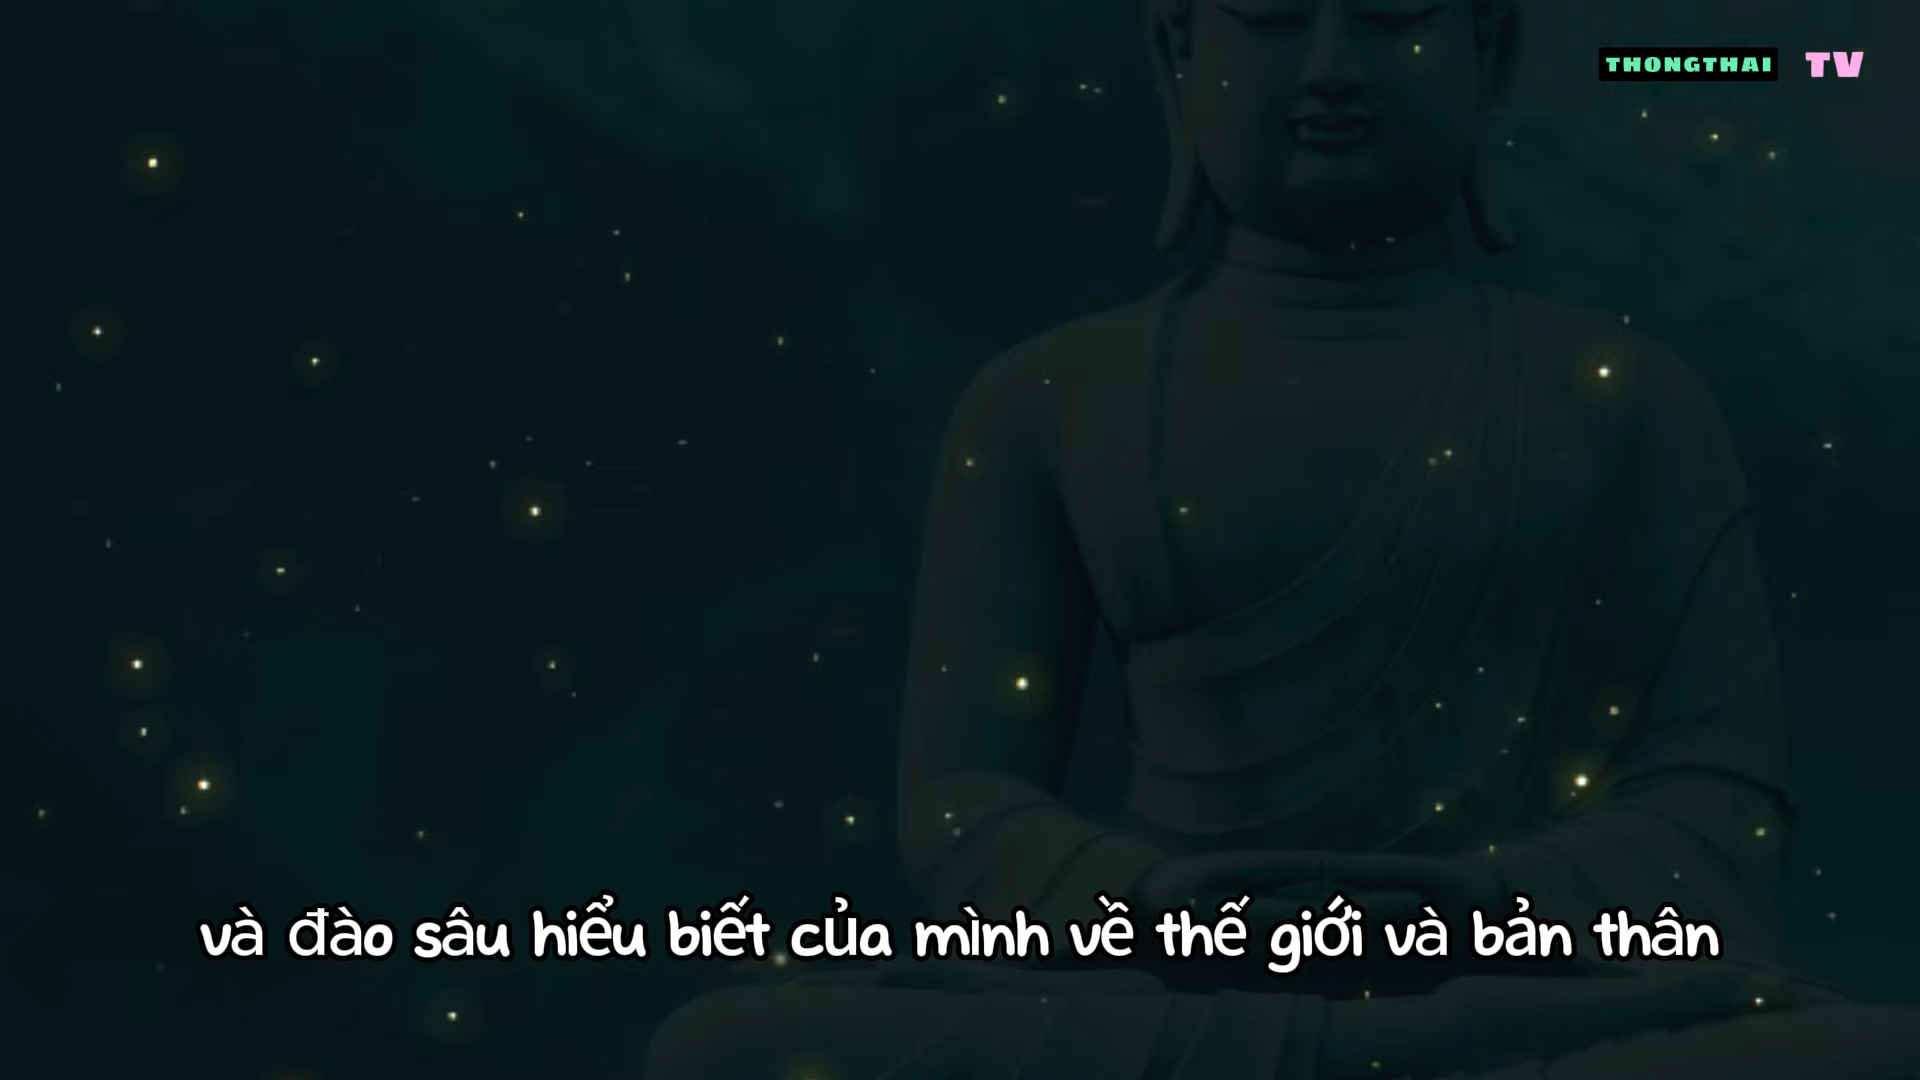 THONGTHAI TV
và đào sâu hiểu biết của mình về thế giới và bản thân